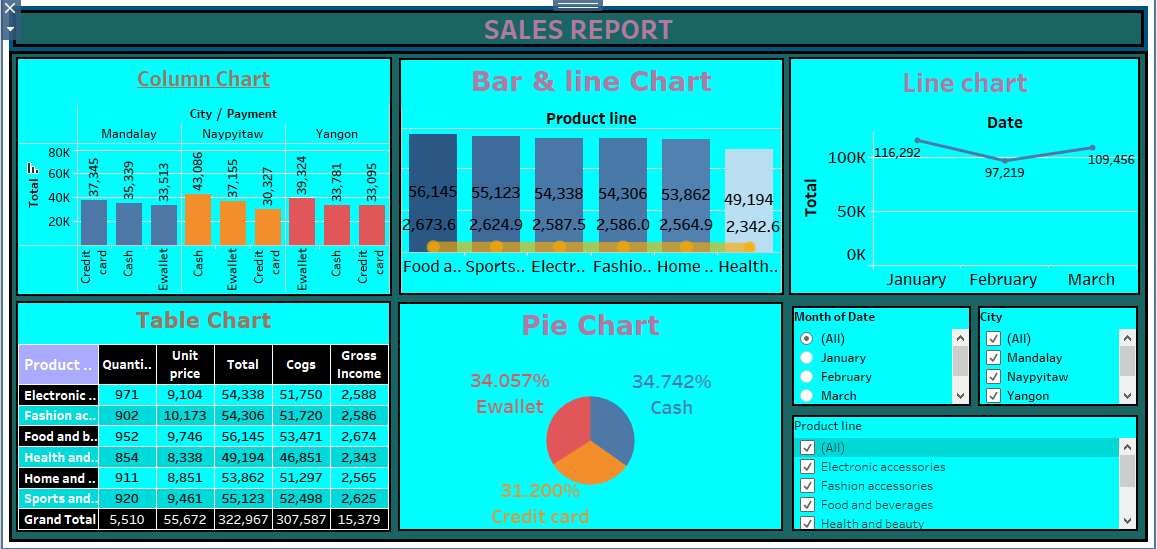 SALES REPORT
Column Chart
City / Payment
Mandalay Naypyitaw Yangon
Total
80K
60K
40K
20K
37,345 35,339 33,513 43,086 37,155 30,327 39,324 33,781 33,095
Credit card Cash Ewallet Cash Ewallet Credit card Ewallet Cash Credit card
Bar & line Chart
Product line
56,145 55,123 54,338 54,306 53,862 49,194
2,673.6 2,624.9 2,587.5 2,586.0 2,564.9 2,342.6
Food a.. Sports.. Electr.. Fashio.. Home .. Health..
Line chart
Date
Total
100K
50K
0K
116,292
97,219
109,456
January February March
Table Chart
Product .. Quanti.. Unit price Total Cogs Gross Income
Electronic .. 971 9,104 54,338 51,750 2,588
Fashion ac.. 902 10,173 54,306 51,720 2,586
Food and b.. 952 9,746 56,145 53,471 2,674
Health and.. 854 8,338 49,194 46,851 2,343
Home and .. 911 8,851 53,862 51,297 2,565
Sports and.. 920 9,461 55,123 52,498 2,625
Grand Total 5,510 55,672 322,967 307,587 15,379
Pie Chart
34.057%
Ewallet
34.742%
Cash
31.200%
Credit card
Month of Date
(All)
January
February
March
City
(All)
Mandalay
Naypyitaw
Yangon
Product line
(All)
Electronic accessories
Fashion accessories
Food and beverages
Health and beauty